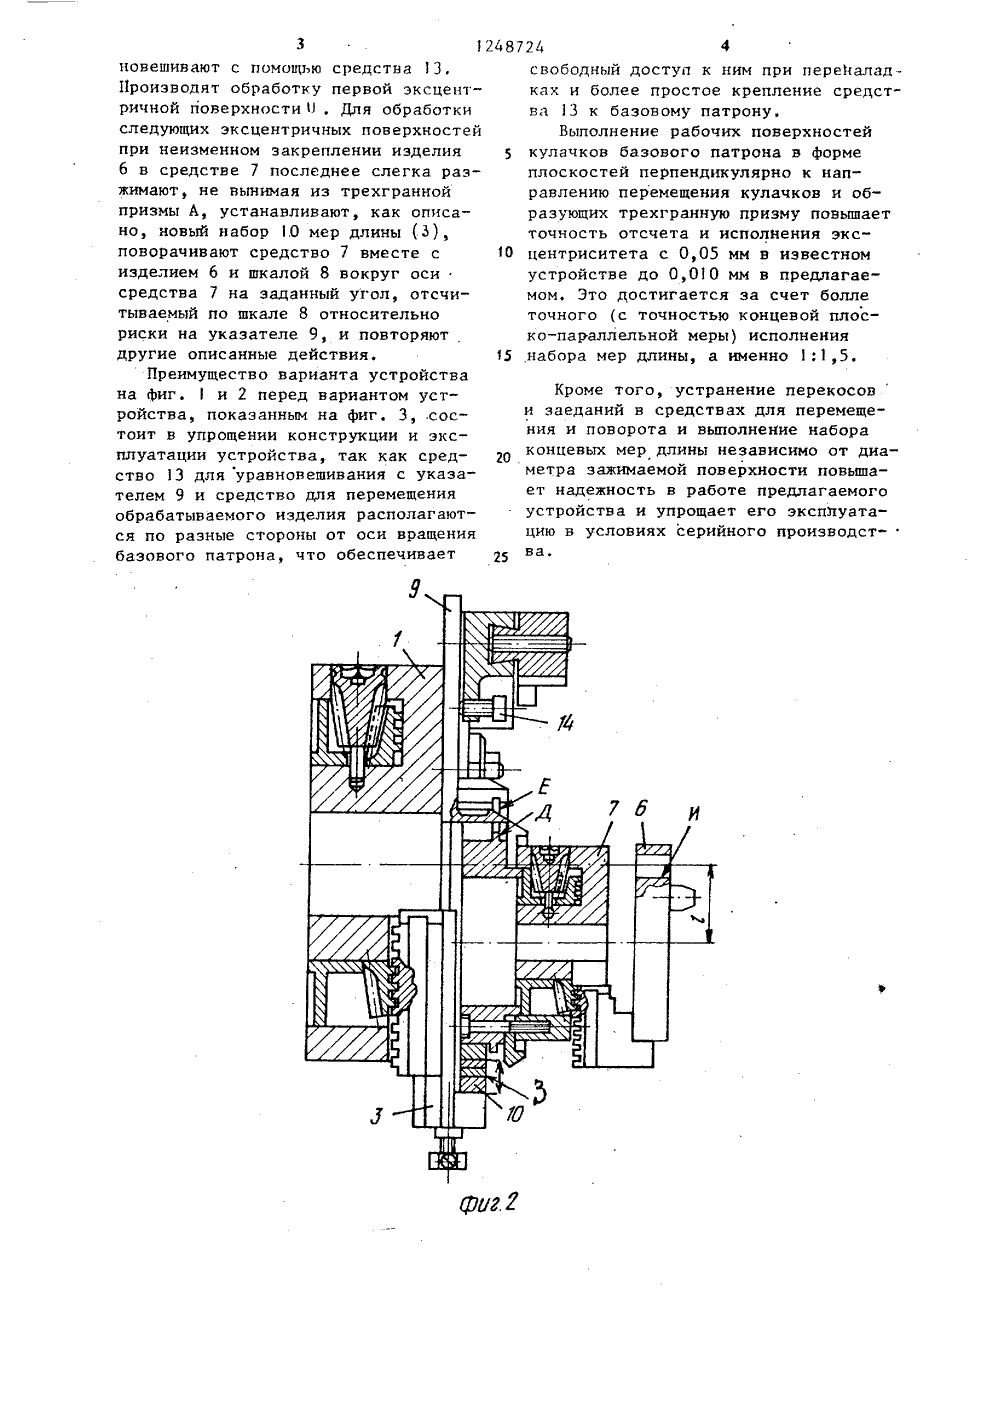 3
1248724
4
новешивают с помощью средства 13.
Производят обработку первой эксцент-
ричной поверхности И. Для обработки
следующих эксцентричных поверхностей
при неизменном закреплении изделия
6 в средстве 7 последнее слегка раз-
жимают, не вынимая из трехгранной
призмы А, устанавливают, как описа-
но, новый набор 10 мер длины (З),
поворачивают средство 7 вместе с
изделием 6 и шкалой 8 вокруг оси
средства 7 на заданный угол, отсчи-
тываемый по шкале 8 относительно
риски на указателе 9, и повторяют
другие описанные действия.
Преимущество варианта устройства
на фиг. 1 и 2 перед вариантом уст-
ройства, показанным на фиг. 3, сос-
тоит в упрощении конструкции и экс-
плуатации устройства, так как сред-
ство 13 для уравновешивания с указа-
телем 9 и средство для перемещения
обрабатываемого изделия располагают-
ся по разные стороны от оси вращения
базового патрона, что обеспечивает
5
10
15
20
25
свободный доступ к ним при переналад-
ках и более простое крепление средст-
ва 13 к базовому патрону.
Выполнение рабочих поверхностей
кулачков базового патрона в форме
плоскостей перпендикулярно к нап-
равлению перемещения кулачков и об-
разующих трехгранную призму повышает
точность отсчета и исполнения экс-
центриситета с 0,05 мм в известном
устройстве до 0,010 мм в предлагае-
мом. Это достигается за счет болле
точного (с точностью концевой плос-
ко-параллельной меры) исполнения
набора мер длины, а именно 1:1,5.
Кроме того, устранение перекосов
и заеданий в средствах для перемеще-
ния и поворота и выполнение набора
концевых мер длины независимо от диа-
метра зажимаемой поверхности повыша-
ет надежность в работе предлагаемого
устройства и упрощает его эксплуата-
цию в условиях серийного производст-
ва.
9
1
14
Е
Д
7
6
И
l
3
10
З
фиг.2